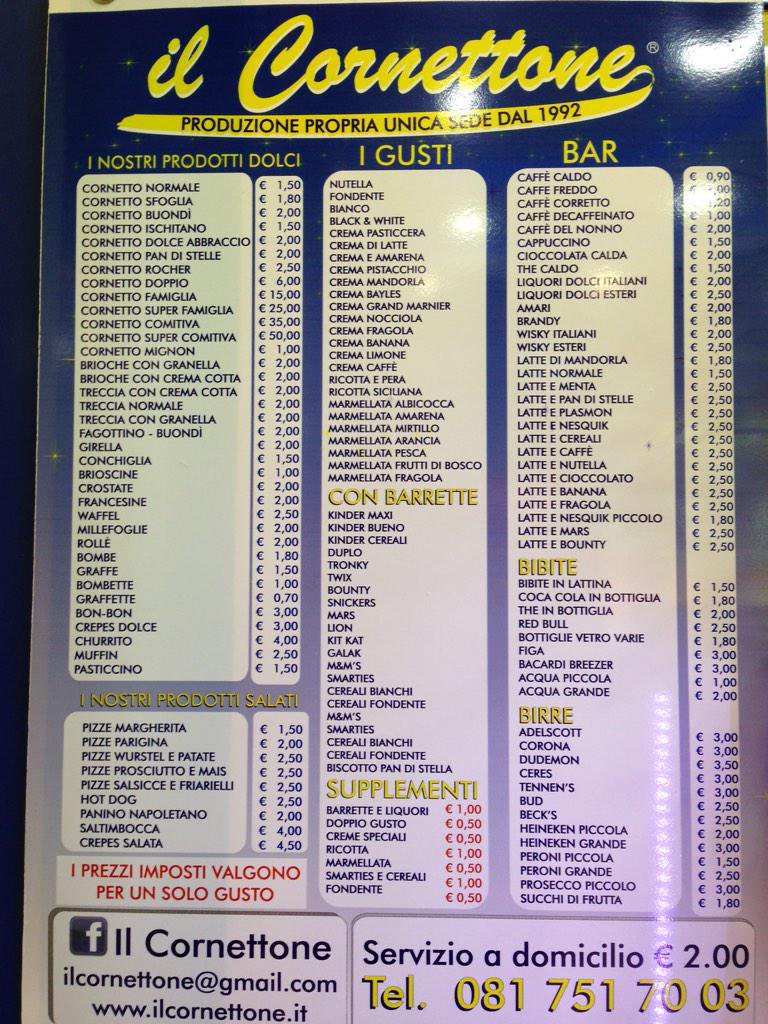 il Cornettone ®
PRODUZIONE PROPRIA UNICA SEDE DAL 1992
I NOSTRI PRODOTTI DOLCI
CORNETTO NORMALE € 1,50
CORNETTO SFOGLIA € 1,80
CORNETTO BUONDÌ € 2,00
CORNETTO ISCHITANO € 1,50
CORNETTO DOLCE ABBRACCIO € 2,00
CORNETTO PAN DI STELLE € 2,00
CORNETTO ROCHER € 2,50
CORNETTO DOPPIO € 6,00
CORNETTO FAMIGLIA € 15,00
CORNETTO SUPER FAMIGLIA € 25,00
CORNETTO COMITIVA € 35,00
CORNETTO SUPER COMITIVA € 50,00
CORNETTO MIGNON € 1,00
BRIOCHE CON GRANELLA € 2,00
BRIOCHE CON CREMA COTTA € 2,00
TRECCIA CON CREMA COTTA € 2,00
TRECCIA NORMALE € 2,00
TRECCIA CON GRANELLA € 2,00
FAGOTTINO - BUONDÌ € 2,00
GIRELLA € 2,00
CONCHIGLIA € 1,50
BRIOSCINE € 1,00
CROSTATE € 2,00
FRANCESINE € 2,00
WAFFEL € 2,50
MILLEFOGLIE € 2,00
ROLLÈ € 2,00
BOMBE € 1,80
GRAFFE € 1,50
BOMBETTE € 1,00
GRAFFETTE € 0,70
BON-BON € 3,00
CREPES DOLCE € 3,00
CHURRITO € 4,00
MUFFIN € 2,50
PASTICCINO € 1,50
I NOSTRI PRODOTTI SALATI
PIZZE MARGHERITA € 1,50
PIZZE PARIGINA € 2,00
PIZZE WURSTEL E PATATE € 2,50
PIZZE PROSCIUTTO E MAIS € 2,50
PIZZE SALSICCE E FRIARIELLI € 2,50
HOT DOG € 2,50
PANINO NAPOLETANO € 2,00
SALTIMBOCCA € 4,00
CREPES SALATA € 4,50
I PREZZI IMPOSTI VALGONO
PER UN SOLO GUSTO
I GUSTI
NUTELLA
FONDENTE
BIANCO
BLACK & WHITE
CREMA PASTICCERA
CREMA DI LATTE
CREMA E AMARENA
CREMA PISTACCHIO
CREMA MANDORLA
CREMA BAYLES
CREMA GRAND MARNIER
CREMA NOCCIOLA
CREMA FRAGOLA
CREMA BANANA
CREMA LIMONE
CREMA CAFFÈ
RICOTTA E PERA
RICOTTA SICILIANA
MARMELLATA ALBICOCCA
MARMELLATA AMARENA
MARMELLATA MIRTILLO
MARMELLATA ARANCIA
MARMELLATA PESCA
MARMELLATA FRUTTI DI BOSCO
MARMELLATA FRAGOLA
CON BARRETTE
KINDER MAXI
KINDER BUENO
KINDER CEREALI
DUPLO
TRONKY
TWIX
BOUNTY
SNICKERS
MARS
LION
KIT KAT
GALAK
M&M'S
SMARTIES
CEREALI BIANCHI
CEREALI FONDENTE
M&M'S
SMARTIES
CEREALI BIANCHI
CEREALI FONDENTE
BISCOTTO PAN DI STELLA
SUPPLEMENTI
BARRETTE E LIQUORI € 1,00
DOPPIO GUSTO € 0,50
CREME SPECIALI € 0,50
RICOTTA € 1,00
MARMELLATA € 0,50
SMARTIES E CEREALI € 1,00
FONDENTE € 0,50
BAR
CAFFÈ CALDO € 0,90
CAFFE FREDDO €
CAFFÈ CORRETTO €
CAFFÈ DECAFFEINATO € 1,00
CAFFÈ DEL NONNO € 2,00
CAPPUCCINO € 1,50
CIOCCOLATA CALDA € 2,00
THE CALDO € 1,50
LIQUORI DOLCI ITALIANI € 2,00
LIQUORI DOLCI ESTERI € 2,50
AMARI € 2,00
BRANDY € 1,80
WISKY ITALIANI € 2,00
WISKY ESTERI € 2,50
LATTE DI MANDORLA € 1,80
LATTE NORMALE € 1,50
LATTE E MENTA € 2,50
LATTE E PAN DI STELLE € 2,50
LATTE E PLASMON € 2,50
LATTE E NESQUIK € 2,50
LATTE E CEREALI € 2,50
LATTE E CAFFÈ € 2,50
LATTE E NUTELLA € 2,50
LATTE E CIOCCOLATO € 2,50
LATTE E BANANA € 2,50
LATTE E FRAGOLA € 2,50
LATTE E NESQUIK PICCOLO € 1,80
LATTE E MARS € 2,50
LATTE E BOUNTY € 2,50
BIBITE
BIBITE IN LATTINA € 1,50
COCA COLA IN BOTTIGLIA € 1,80
THE IN BOTTIGLIA € 2,00
RED BULL € 2,50
BOTTIGLIE VETRO VARIE € 1,80
FIGA € 3,00
BACARDI BREEZER € 3,00
ACQUA PICCOLA € 1,00
ACQUA GRANDE € 2,00
BIRRE
ADELSCOTT € 3,00
CORONA € 3,00
DUDEMON € 3,50
CERES € 3,00
TENNEN'S € 3,00
BUD € 2,50
BECK'S € 2,50
HEINEKEN PICCOLA € 2,00
HEINEKEN GRANDE € 3,00
PERONI PICCOLA € 1,50
PERONI GRANDE € 2,50
PROSECCO PICCOLO € 3,00
SUCCHI DI FRUTTA € 1,80
f Il Cornettone
ilcornettone@gmail.com
www.ilcornettone.it
Servizio a domicilio € 2.00
Tel. 081 751 70 03